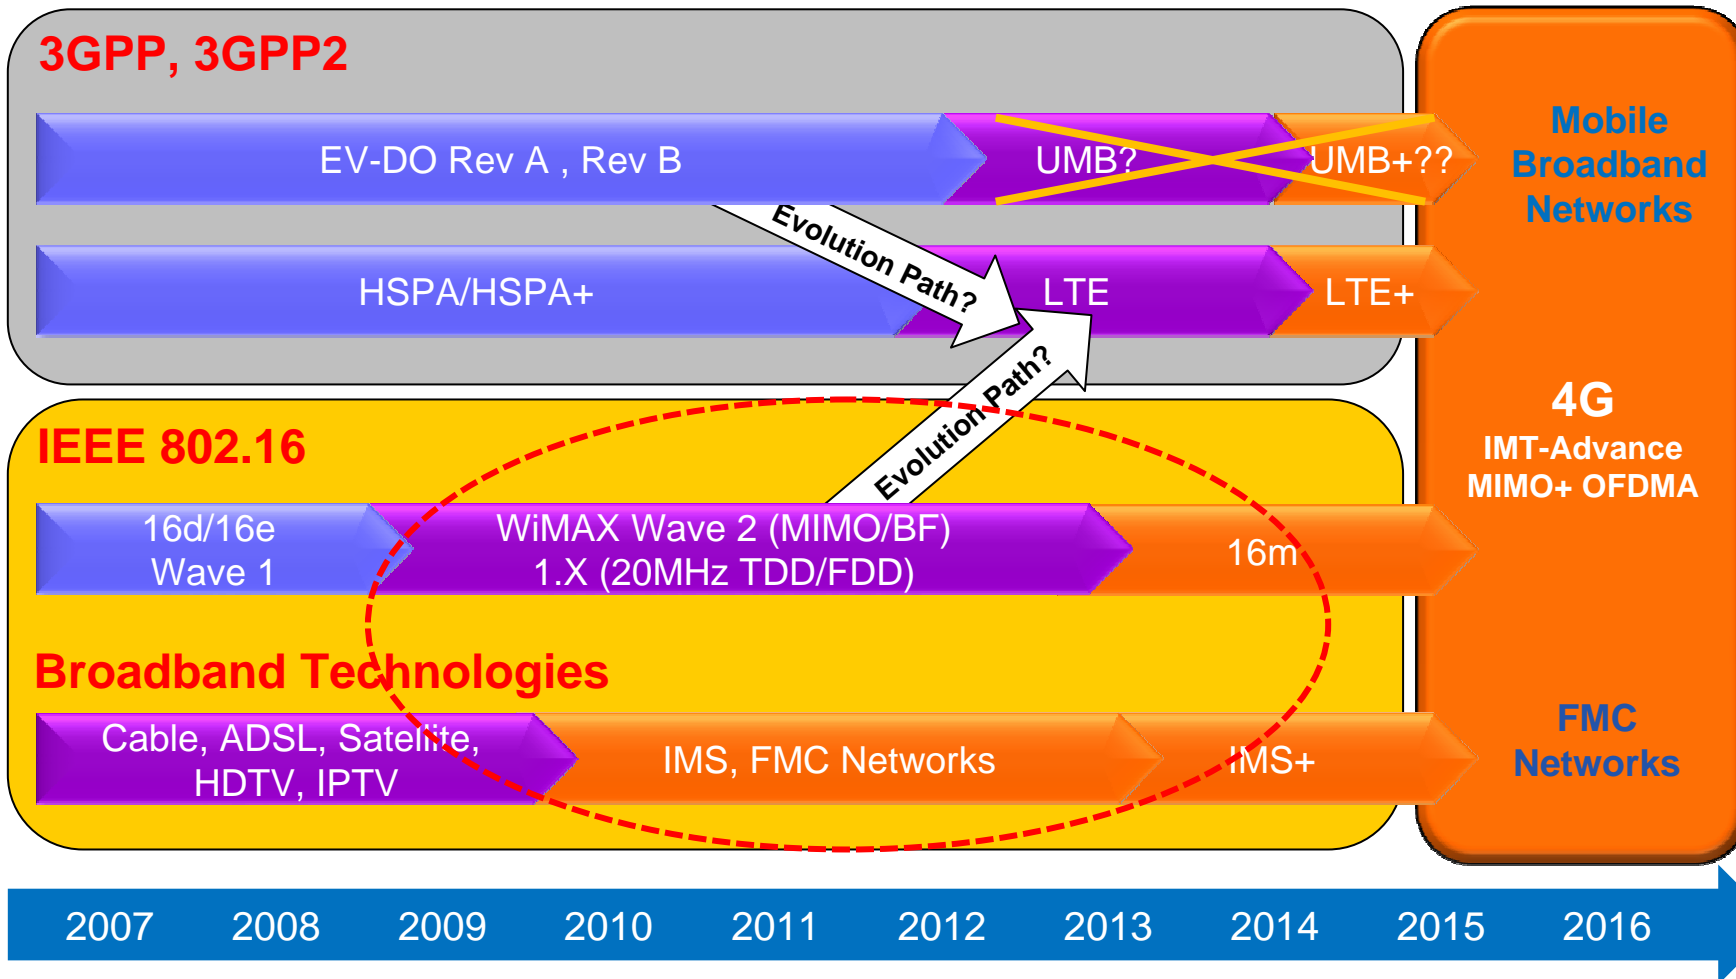 3GPP, 3GPP2
EV-DO Rev A , Rev B
UMB?
UMB+??
Evolution Path?
HSPA/HSPA+
LTE
LTE+
Evolution Path?
IEEE 802.16
16d/16e
Wave 1
WiMAX Wave 2 (MIMO/BF)
1.X (20MHz TDD/FDD)
16m
Broadband Technologies
Cable, ADSL, Satellite,
HDTV, IPTV
IMS, FMC Networks
IMS+
Mobile
Broadband
Networks
4G
IMT-Advance
MIMO+ OFDMA
FMC
Networks
2007 2008 2009 2010 2011 2012 2013 2014 2015 2016